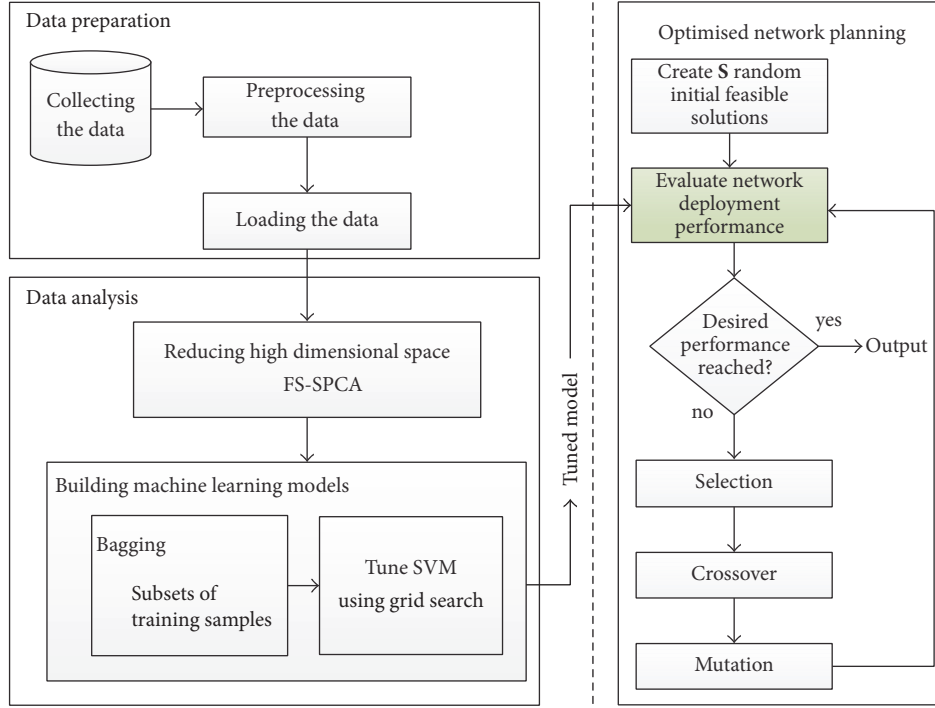 Data preparation
Collecting
the data
Preprocessing
the data
Loading the data
Data analysis
Reducing high dimensional space
FS-SPCA
Building machine learning models
Bagging
Subsets of
training samples
Tune SVM
using grid search
Tuned model
Optimised network planning
Create S random
initial feasible
solutions
Evaluate network
deployment
performance
Desired
performance
reached?
yes
Output
no
Selection
Crossover
Mutation